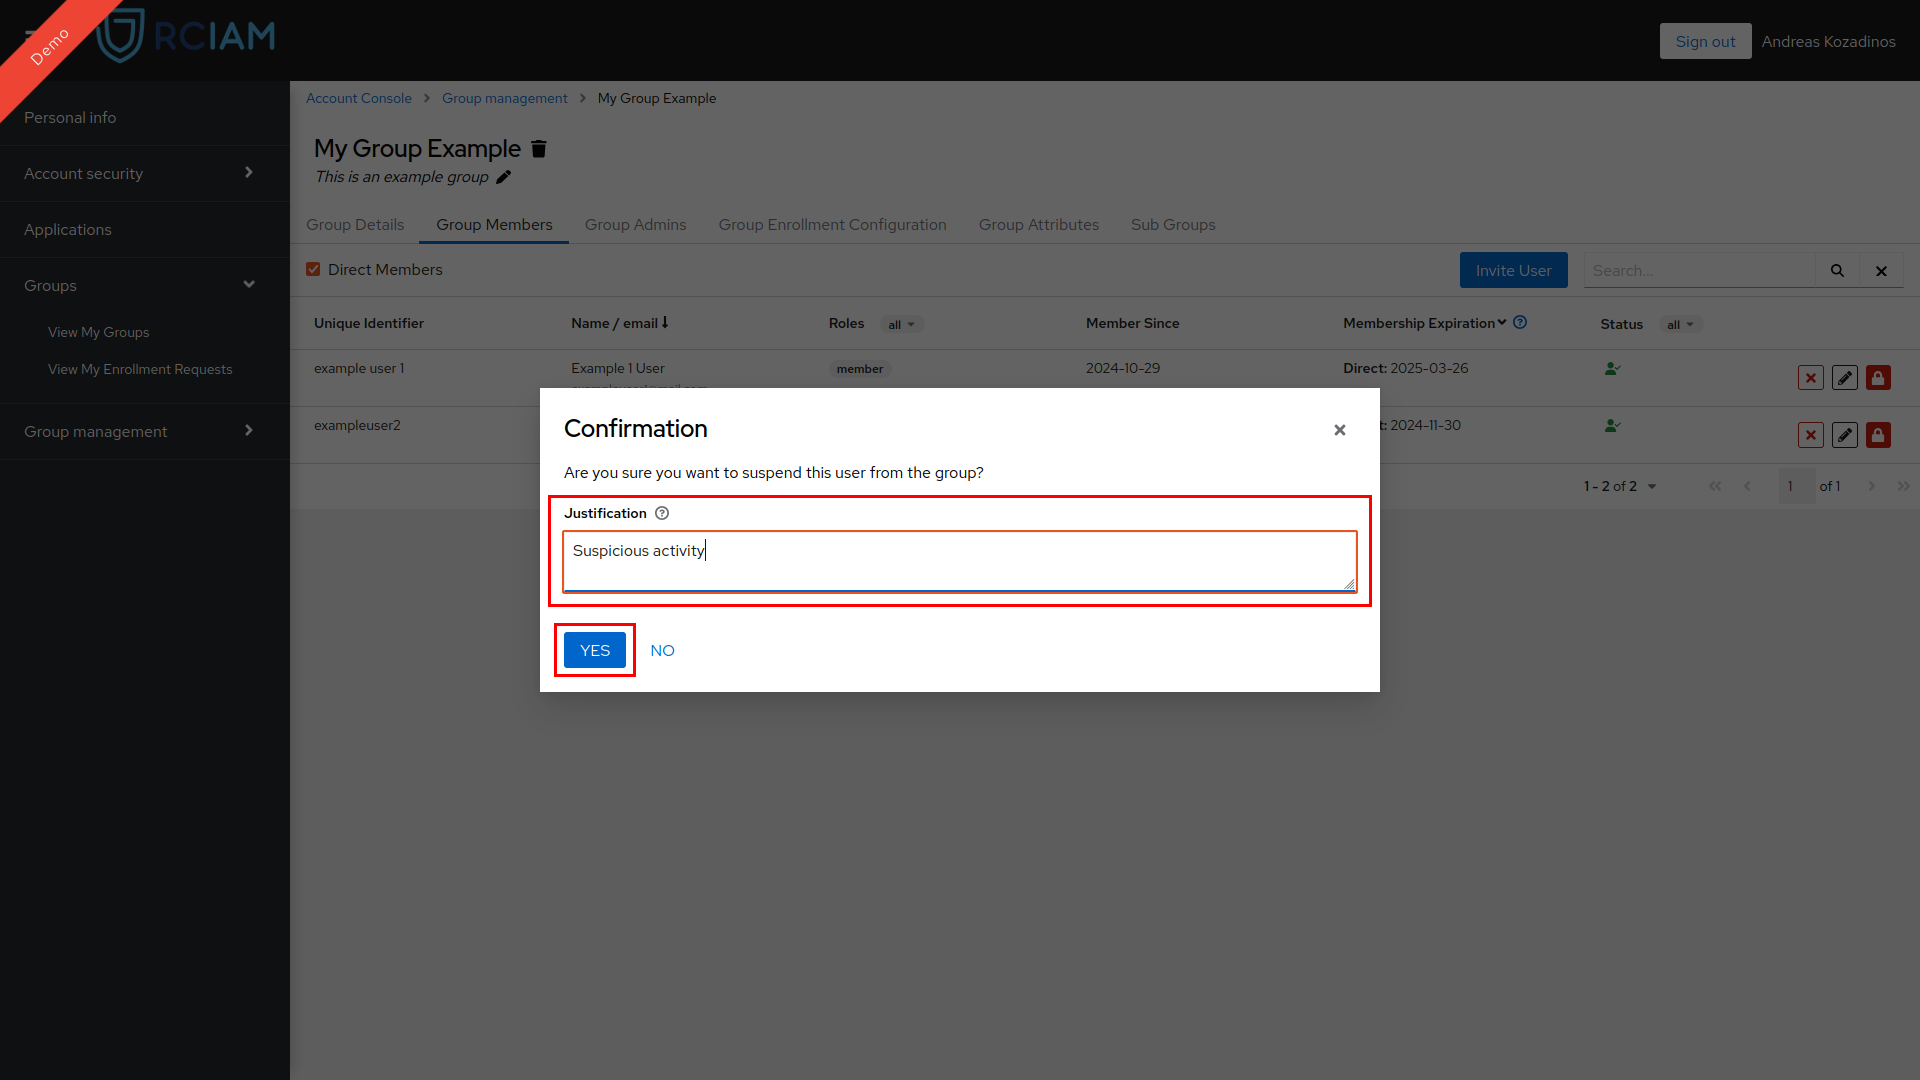 Demo
RCIAM
Sign out
Andreas Kozadinos
Personal info
Account security
Applications
Groups
View My Groups
View My Enrollment Requests
Group management
Account Console > Group management > My Group Example
My Group Example
This is an example group
Group Details Group Members Group Admins Group Enrollment Configuration Group Attributes Sub Groups
Direct Members
Invite User
Search...
Unique Identifier Name / email Roles all Member Since Membership Expiration Status all
example user 1 Example 1 User member 2024-10-29 Direct: 2025-03-26
exampleuser2 t: 2024-11-30
1 - 2 of 2
1 of 1
Confirmation
Are you sure you want to suspend this user from the group?
Justification
Suspicious activity
YES NO